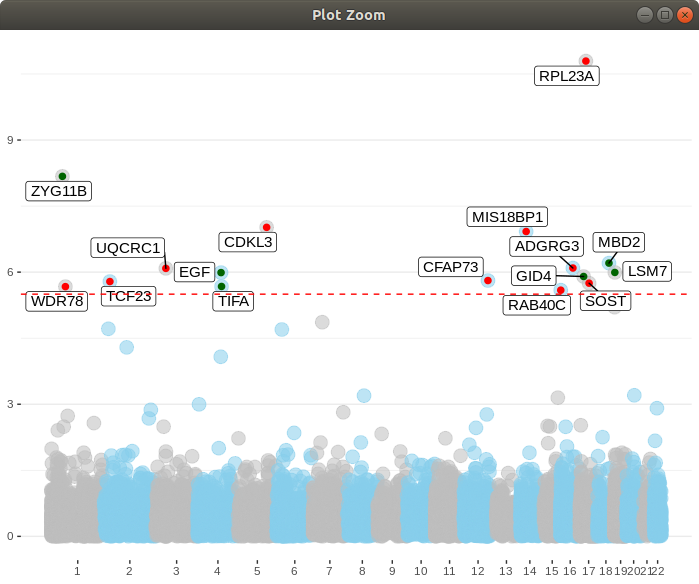 Plot Zoom
RPL23A
9
ZYG11B
MIS18BP1
UQCRC1
CDKL3
ADGRG3
MBD2
6
EGF
CFAP73
GID4
LSM7
WDR78
TCF23
TIFA
RAB40C
SOST
3
0
1 2 3 4 5 6 7 8 9 10 11 12 13 14 15 16 17 18 19 20 21 22